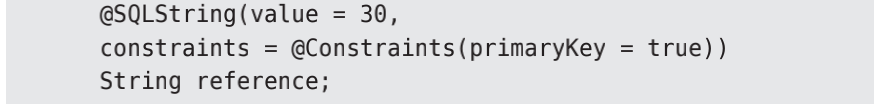 @SQLString(value = 30,
constraints = @Constraints(primaryKey = true))
String reference;